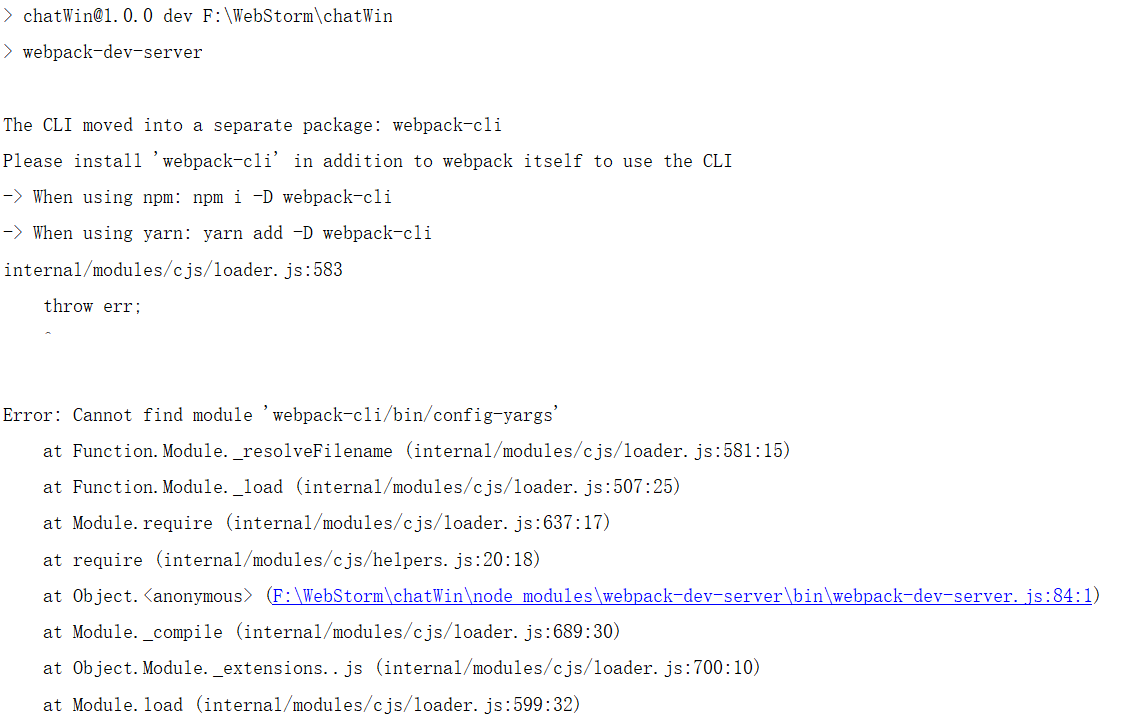 > chatWin@1.0.0 dev F:\WebStorm\chatWin
> webpack-dev-server
The CLI moved into a separate package: webpack-cli
Please install 'webpack-cli' in addition to webpack itself to use the CLI
-> When using npm: npm i -D webpack-cli
-> When using yarn: yarn add -D webpack-cli
internal/modules/cjs/loader.js:583
    throw err;
    ^
Error: Cannot find module 'webpack-cli/bin/config-yargs'
    at Function.Module._resolveFilename (internal/modules/cjs/loader.js:581:15)
    at Function.Module._load (internal/modules/cjs/loader.js:507:25)
    at Module.require (internal/modules/cjs/loader.js:637:17)
    at require (internal/modules/cjs/helpers.js:20:18)
    at Object.<anonymous> (F:\WebStorm\chatWin\node_modules\webpack-dev-server\bin\webpack-dev-server.js:84:1)
    at Module._compile (internal/modules/cjs/loader.js:689:30)
    at Object.Module._extensions..js (internal/modules/cjs/loader.js:700:10)
    at Module.load (internal/modules/cjs/loader.js:599:32)